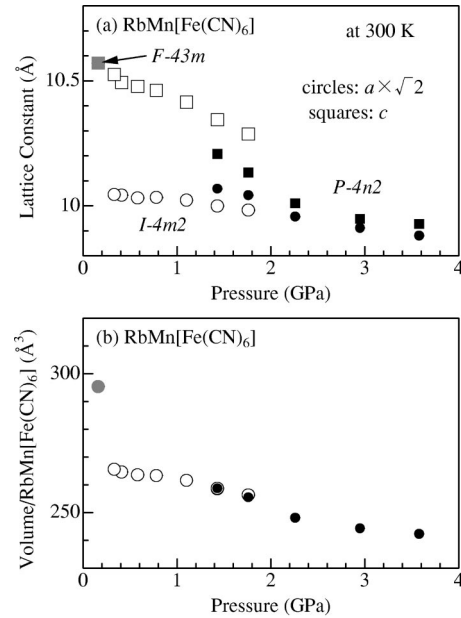 (a) RbMn[Fe(CN)₆]
at 300 K
F-43m
circles: a×√2
squares: c
P-4n2
I-4m2
10.5
10
Lattice Constant (Å)
0 1 2 3 4
Pressure (GPa)
(b) RbMn[Fe(CN)₆]
300
250
Volume/RbMn[Fe(CN)₆] (Å³)
0 1 2 3 4
Pressure (GPa)